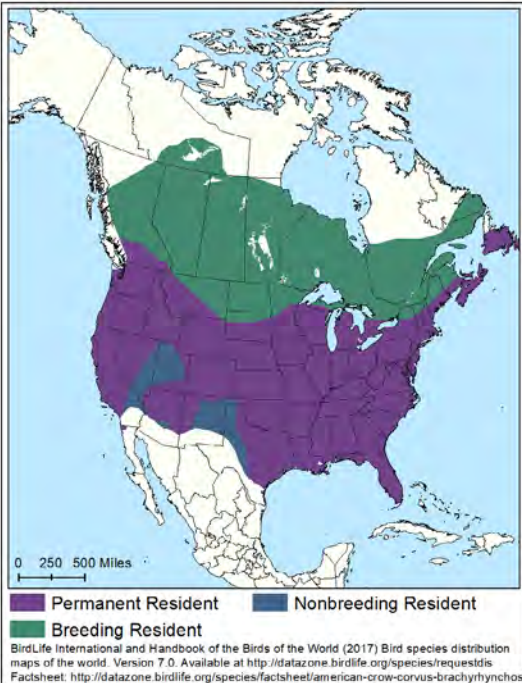 0 250 500 Miles
Permanent Resident Nonbreeding Resident
Breeding Resident
BirdLife International and Handbook of the Birds of the World (2017) Bird species distribution
maps of the world. Version 7.0. Available at http://datazone.birdlife.org/species/requestdis
Factsheet: http://datazone.birdlife.org/species/factsheet/american-crow-corvus-brachyrhynchos